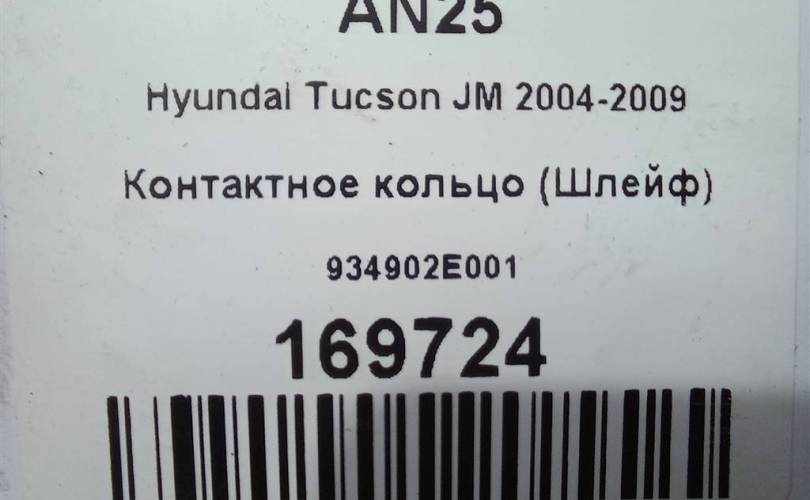 AN25
Hyundai Tucson JM 2004-2009
Контактное кольцо (Шлейф)
934902E001
169724